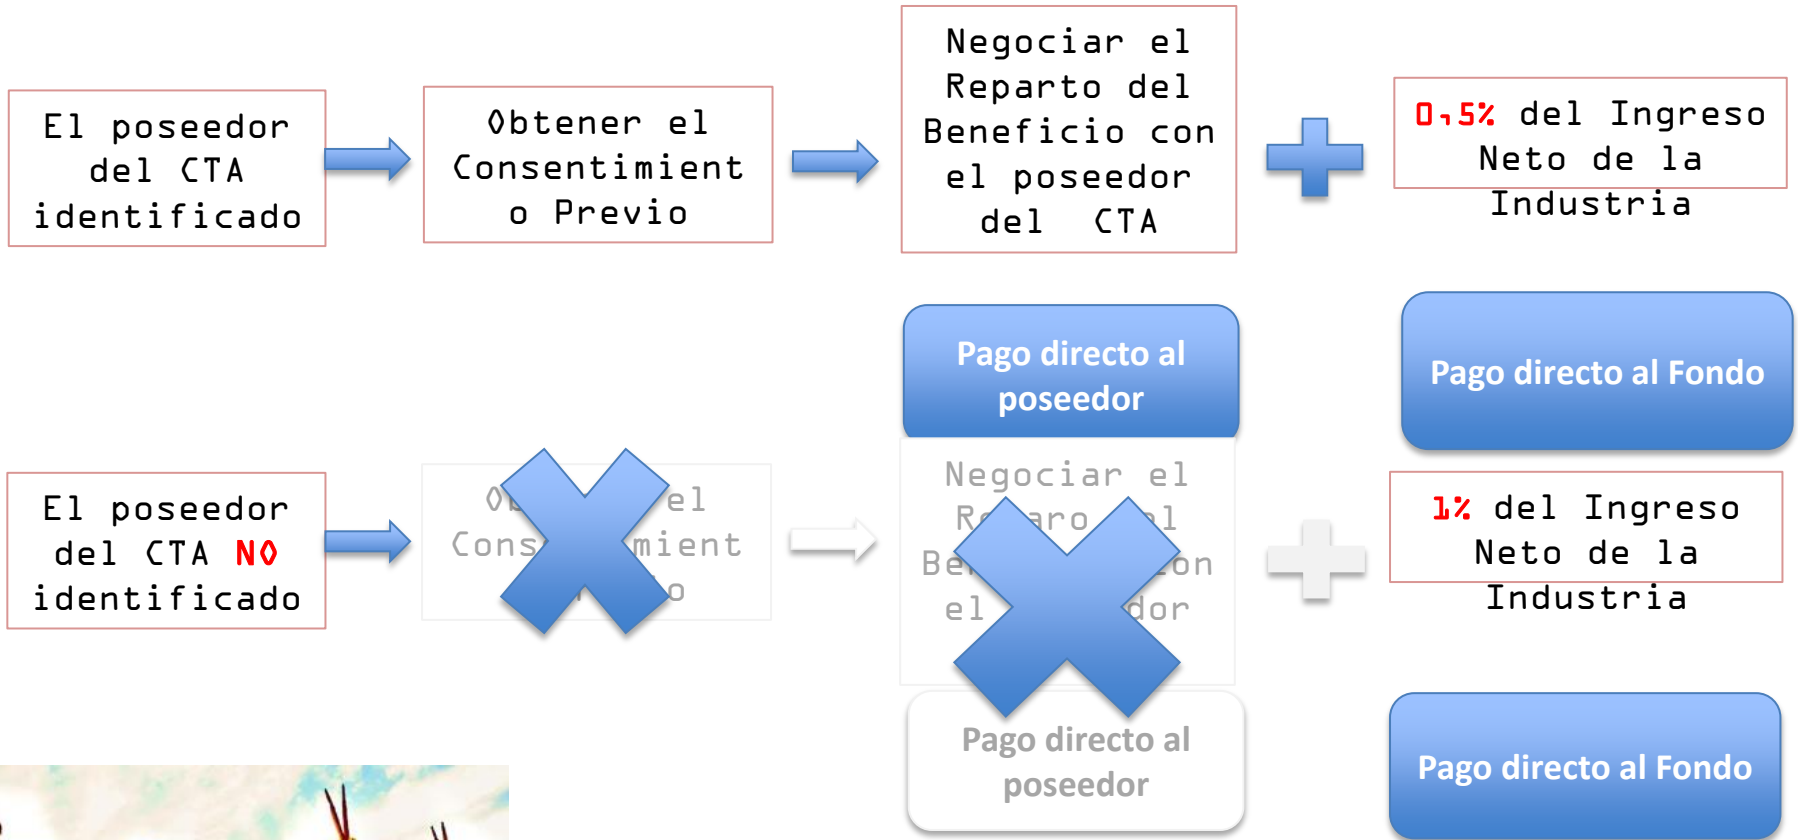 El poseedor
del CTA
identificado
Obtener el
Consentimient
o Previo
Negociar el
Reparto del
Beneficio con
el poseedor
del CTA
0,5% del Ingreso
Neto de la
Industria
Pago directo al
poseedor
Pago directo al Fondo
El poseedor
del CTA NO
identificado
el
Negociar el
el
1% del Ingreso
Neto de la
Industria
Pago directo al
poseedor
Pago directo al Fondo